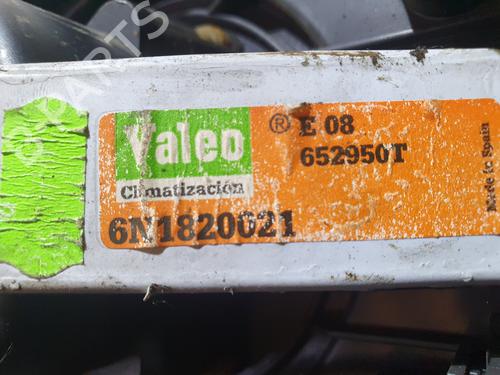 Valeo
Climatización
® E 08
652950T
6N1820021
Made in Spain